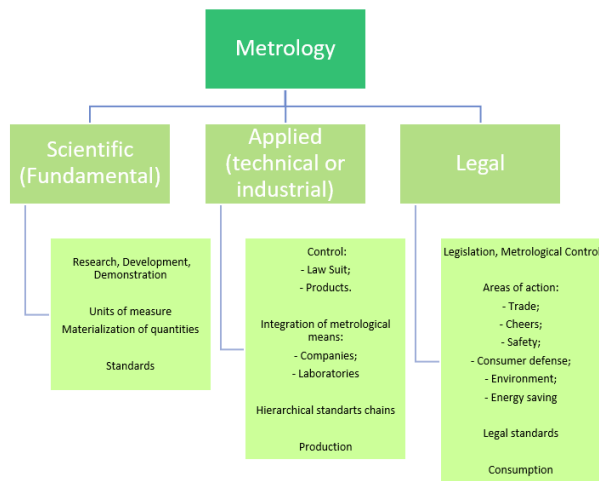 Metrology
Scientific
(Fundamental)
Research, Development,
Demonstration
Units of measure
Materialization of quantities
Standards
Applied
(technical or
industrial)
Control:
- Law Suit;
- Products.
Integration of metrological
means:
- Companies;
- Laboratories
Hierarchical standarts chains
Production
Legal
Legislation, Metrological Control
Areas of action:
- Trade;
- Cheers;
- Safety;
- Consumer defense;
- Environment;
- Energy saving
Legal standards
Consumption